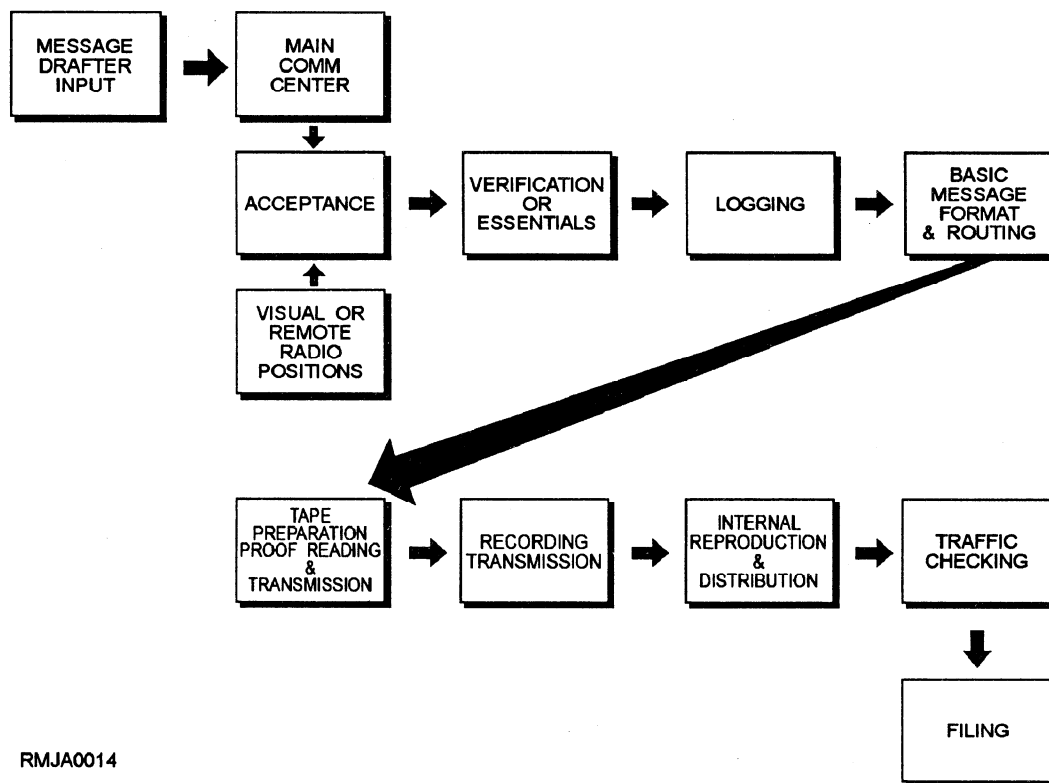 MESSAGE
DRAFTER
INPUT
MAIN
COMM
CENTER
ACCEPTANCE
VERIFICATION
OR
ESSENTIALS
LOGGING
BASIC
MESSAGE
FORMAT
& ROUTING
VISUAL OR
REMOTE
RADIO
POSITIONS
TAPE
PREPARATION
PROOF READING
&
TRANSMISSION
RECORDING
TRANSMISSION
INTERNAL
REPRODUCTION
&
DISTRIBUTION
TRAFFIC
CHECKING
FILING
RMJA0014